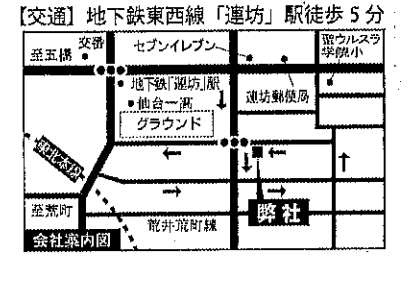 【交通】地下鉄東西線「連坊」駅徒歩5分
至五橋
交番
セブンイレブン
聖ウルスラ
学院小
地下鉄「連坊」駅
仙台一高
連坊郵便局
グラウンド
東北本線
至荒町
弊社
荒井荒町線
会社案内図